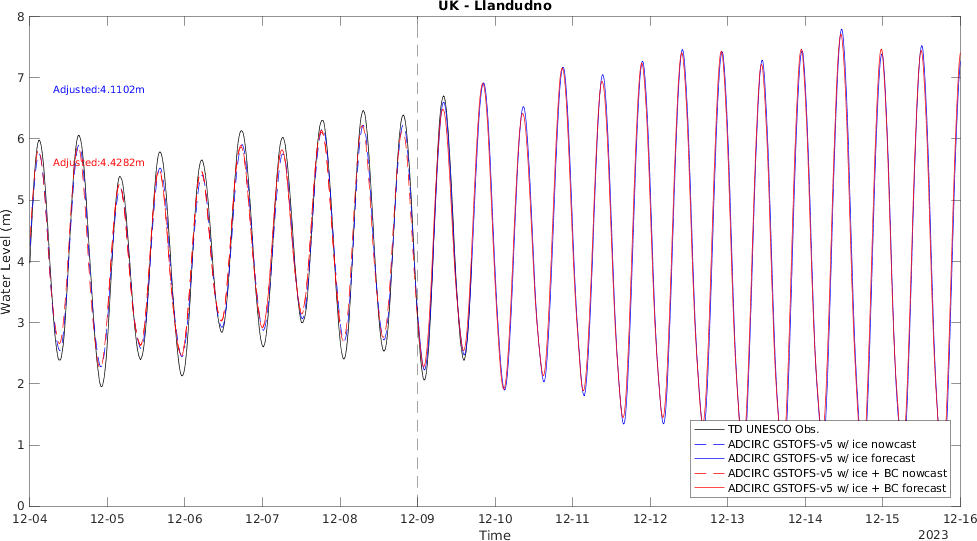 UK - Llandudno
8
7
6
5
4
3
2
1
0
Water Level (m)
Adjusted:4.1102m
Adjusted:4.4282m
TD UNESCO Obs.
ADCIRC GSTOFS-v5 w/ ice nowcast
ADCIRC GSTOFS-v5 w/ ice forecast
ADCIRC GSTOFS-v5 w/ ice + BC nowcast
ADCIRC GSTOFS-v5 w/ ice + BC forecast
12-04 12-05 12-06 12-07 12-08 12-09 12-10 12-11 12-12 12-13 12-14 12-15 12-16
Time
2023